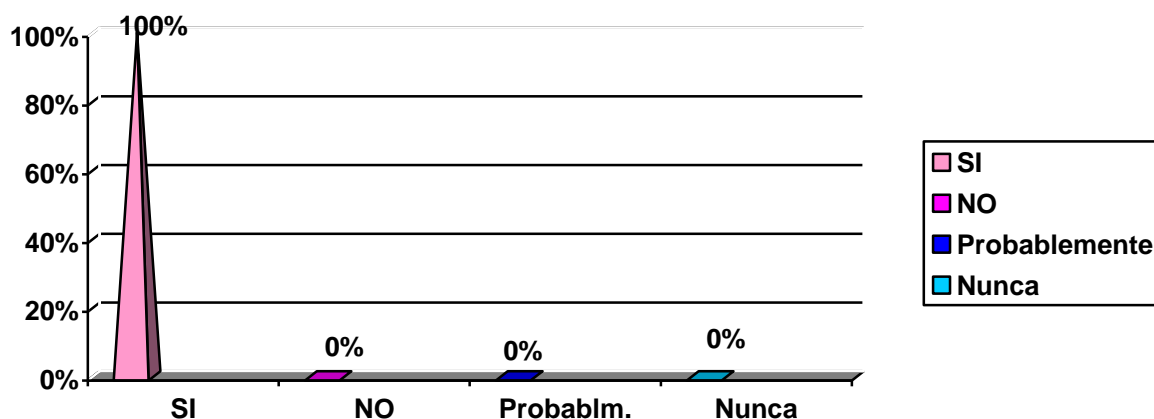 100%
100%
80%
60%
40%
20%
0%
0%
0%
0%
SI
NO
Probablm.
Nunca
SI
NO
Probablemente
Nunca